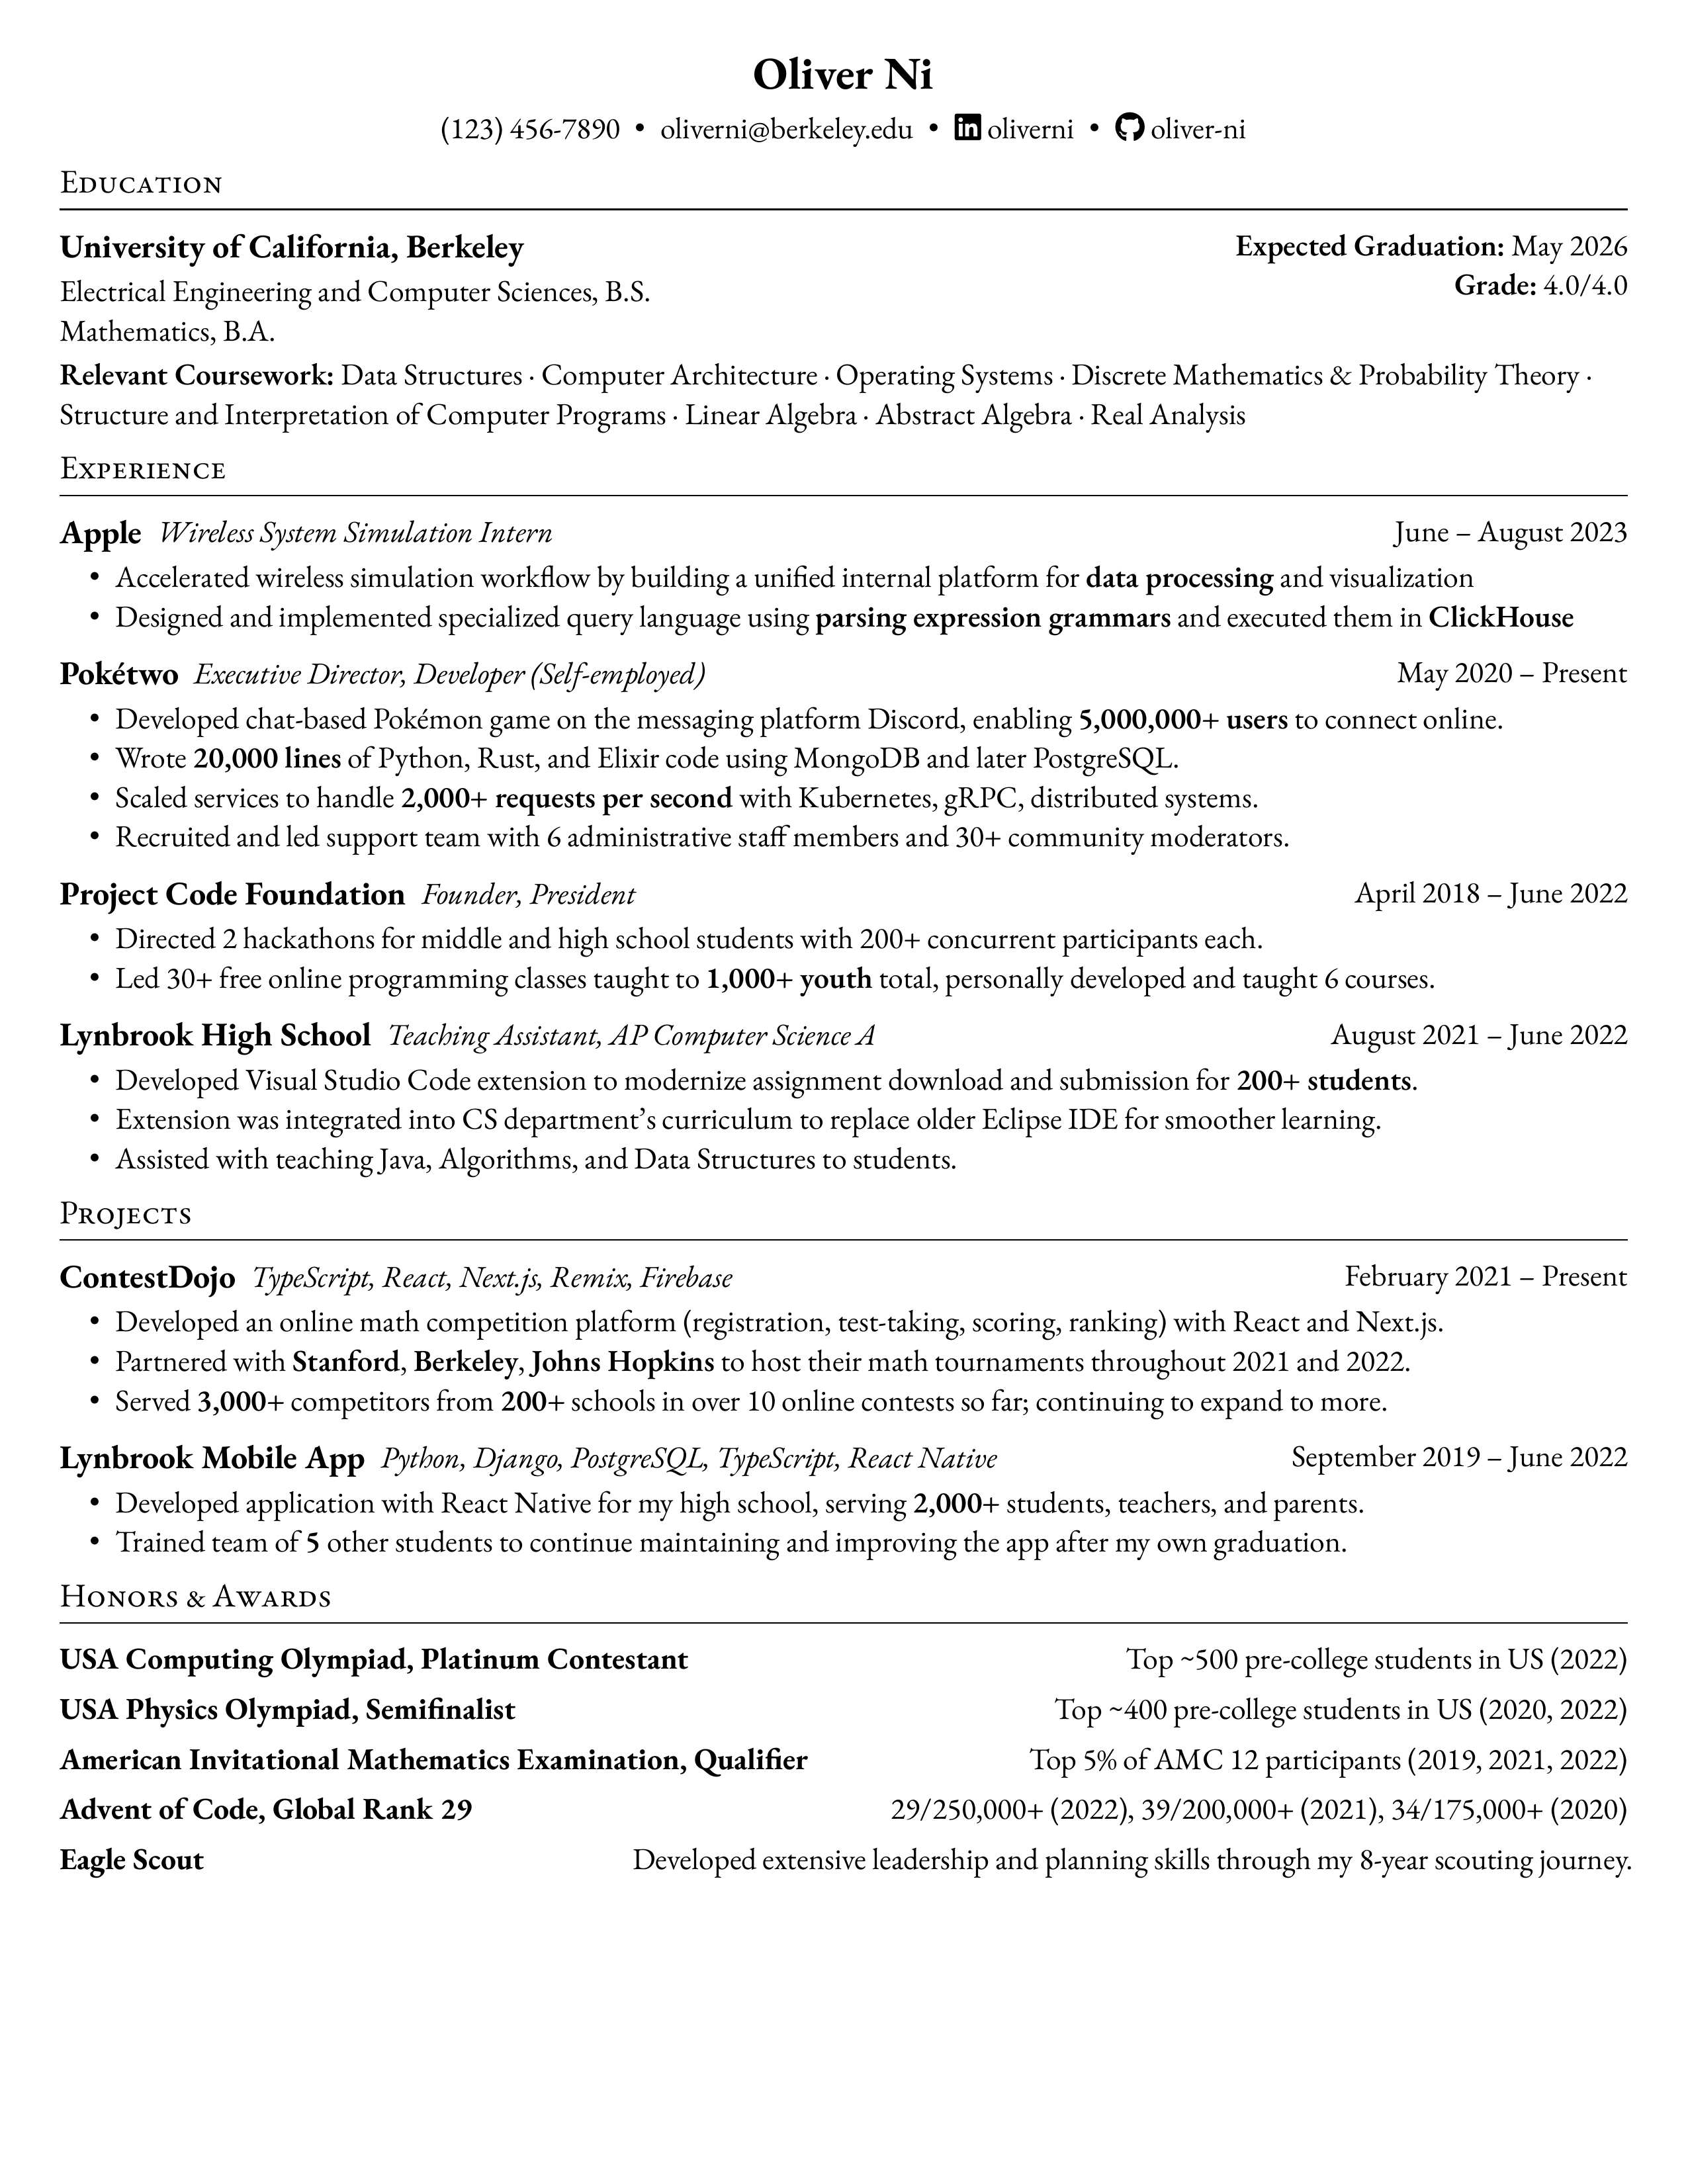 Oliver Ni
(123) 456-7890 • oliverni@berkeley.edu • in oliverni • oliver-ni
Education
University of California, Berkeley Expected Graduation: May 2026
Electrical Engineering and Computer Sciences, B.S. Grade: 4.0/4.0
Mathematics, B.A.
Relevant Coursework: Data Structures · Computer Architecture · Operating Systems · Discrete Mathematics & Probability Theory ·
Structure and Interpretation of Computer Programs · Linear Algebra · Abstract Algebra · Real Analysis
Experience
Apple Wireless System Simulation Intern June – August 2023
• Accelerated wireless simulation workflow by building a unified internal platform for data processing and visualization
• Designed and implemented specialized query language using parsing expression grammars and executed them in ClickHouse
Pokétwo Executive Director, Developer (Self-employed) May 2020 – Present
• Developed chat-based Pokémon game on the messaging platform Discord, enabling 5,000,000+ users to connect online.
• Wrote 20,000 lines of Python, Rust, and Elixir code using MongoDB and later PostgreSQL.
• Scaled services to handle 2,000+ requests per second with Kubernetes, gRPC, distributed systems.
• Recruited and led support team with 6 administrative staff members and 30+ community moderators.
Project Code Foundation Founder, President April 2018 – June 2022
• Directed 2 hackathons for middle and high school students with 200+ concurrent participants each.
• Led 30+ free online programming classes taught to 1,000+ youth total, personally developed and taught 6 courses.
Lynbrook High School Teaching Assistant, AP Computer Science A August 2021 – June 2022
• Developed Visual Studio Code extension to modernize assignment download and submission for 200+ students.
• Extension was integrated into CS department’s curriculum to replace older Eclipse IDE for smoother learning.
• Assisted with teaching Java, Algorithms, and Data Structures to students.
Projects
ContestDojo TypeScript, React, Next.js, Remix, Firebase February 2021 – Present
• Developed an online math competition platform (registration, test-taking, scoring, ranking) with React and Next.js.
• Partnered with Stanford, Berkeley, Johns Hopkins to host their math tournaments throughout 2021 and 2022.
• Served 3,000+ competitors from 200+ schools in over 10 online contests so far; continuing to expand to more.
Lynbrook Mobile App Python, Django, PostgreSQL, TypeScript, React Native September 2019 – June 2022
• Developed application with React Native for my high school, serving 2,000+ students, teachers, and parents.
• Trained team of 5 other students to continue maintaining and improving the app after my own graduation.
Honors & Awards
USA Computing Olympiad, Platinum Contestant Top ~500 pre-college students in US (2022)
USA Physics Olympiad, Semifinalist Top ~400 pre-college students in US (2020, 2022)
American Invitational Mathematics Examination, Qualifier Top 5% of AMC 12 participants (2019, 2021, 2022)
Advent of Code, Global Rank 29 29/250,000+ (2022), 39/200,000+ (2021), 34/175,000+ (2020)
Eagle Scout Developed extensive leadership and planning skills through my 8-year scouting journey.